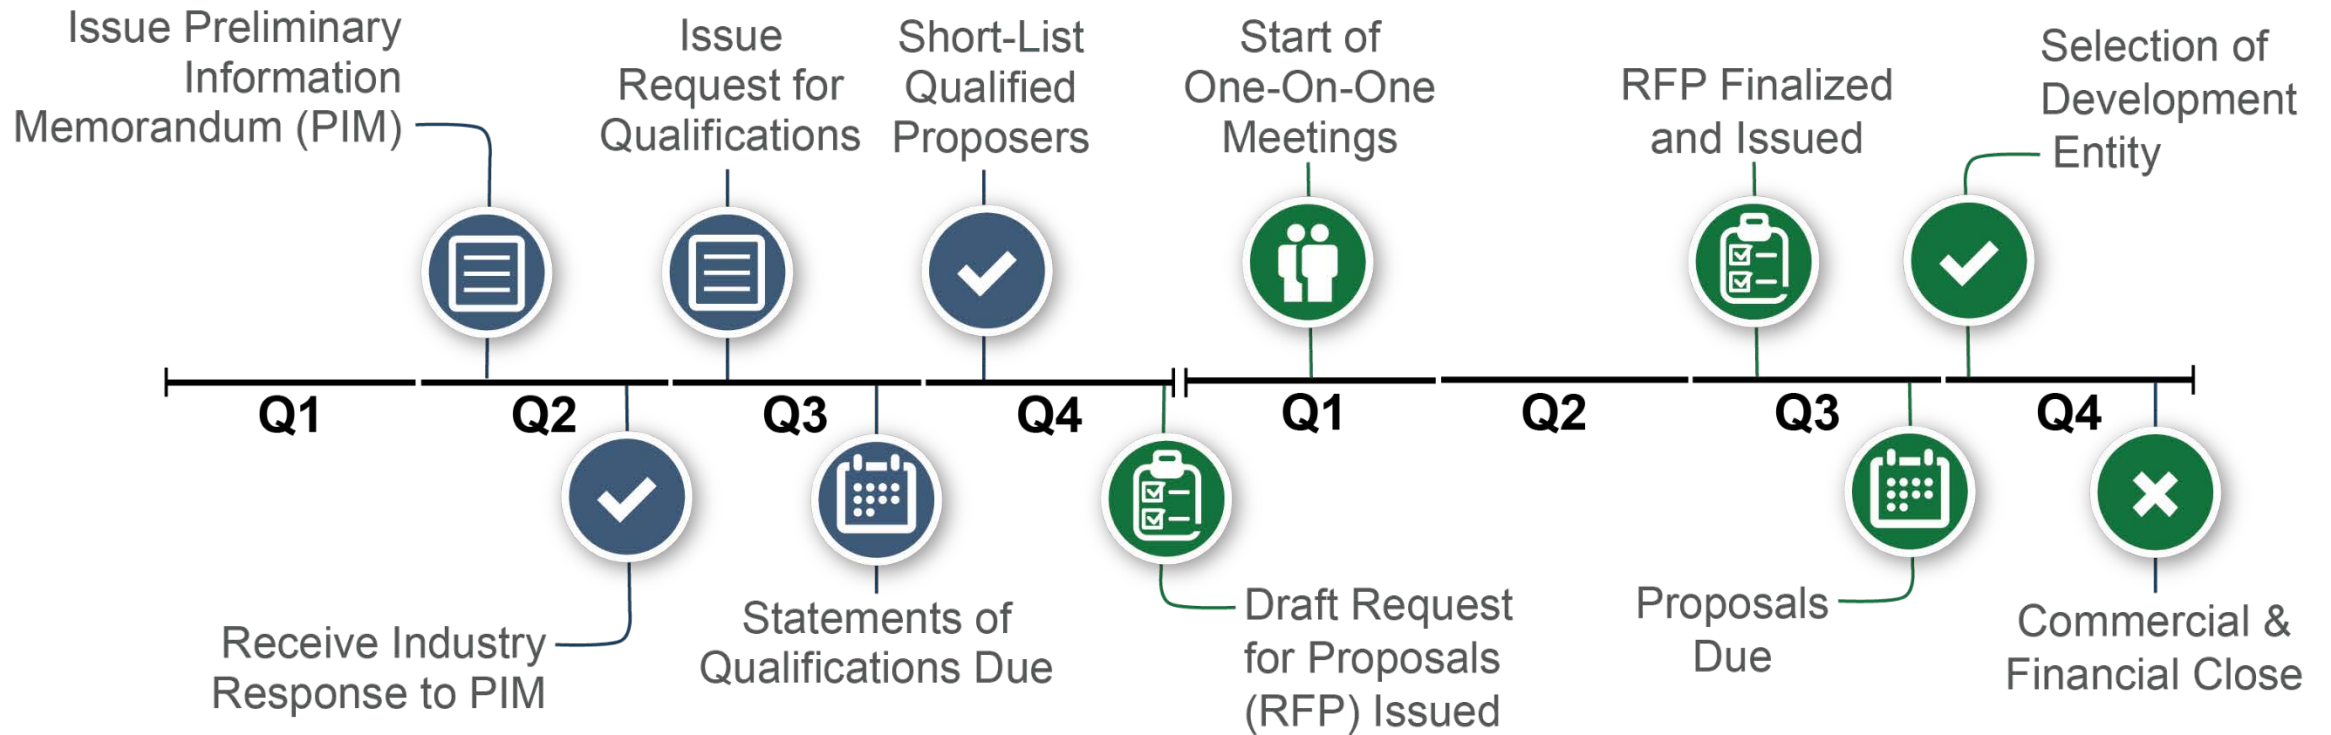 Issue Preliminary
Information
Memorandum (PIM)
Issue
Request for
Qualifications
Short-List
Qualified
Proposers
Start of
One-On-One
Meetings
RFP Finalized
and Issued
Selection of
Development
Entity
Q1
Q2
Q3
Q4
Q1
Q2
Q3
Q4
Receive Industry
Response to PIM
Statements of
Qualifications Due
Draft Request
for Proposals
(RFP) Issued
Proposals
Due
Commercial &
Financial Close